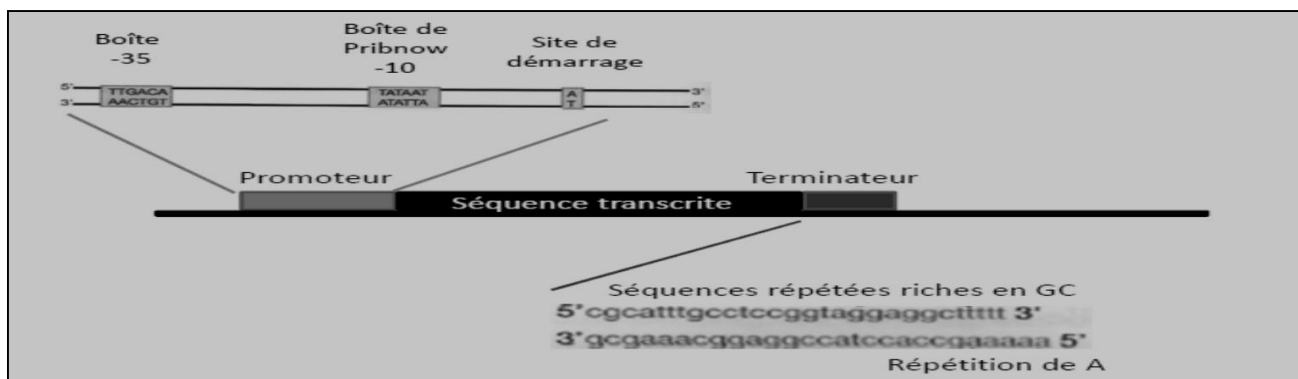 Boîte
-35
Boîte de
Pribnow
-10
Site de
démarrage
5' TTGACA TATAAT A 3'
3' AACTGT ATATTA T 5'
Promoteur
Terminateur
Séquence transcrite
Séquences répétées riches en GC
5'cgcatttgcctccggtaggaggcttttt 3'
3'gcgaaacggaggccatccaccgaaaaa 5'
Répétition de A